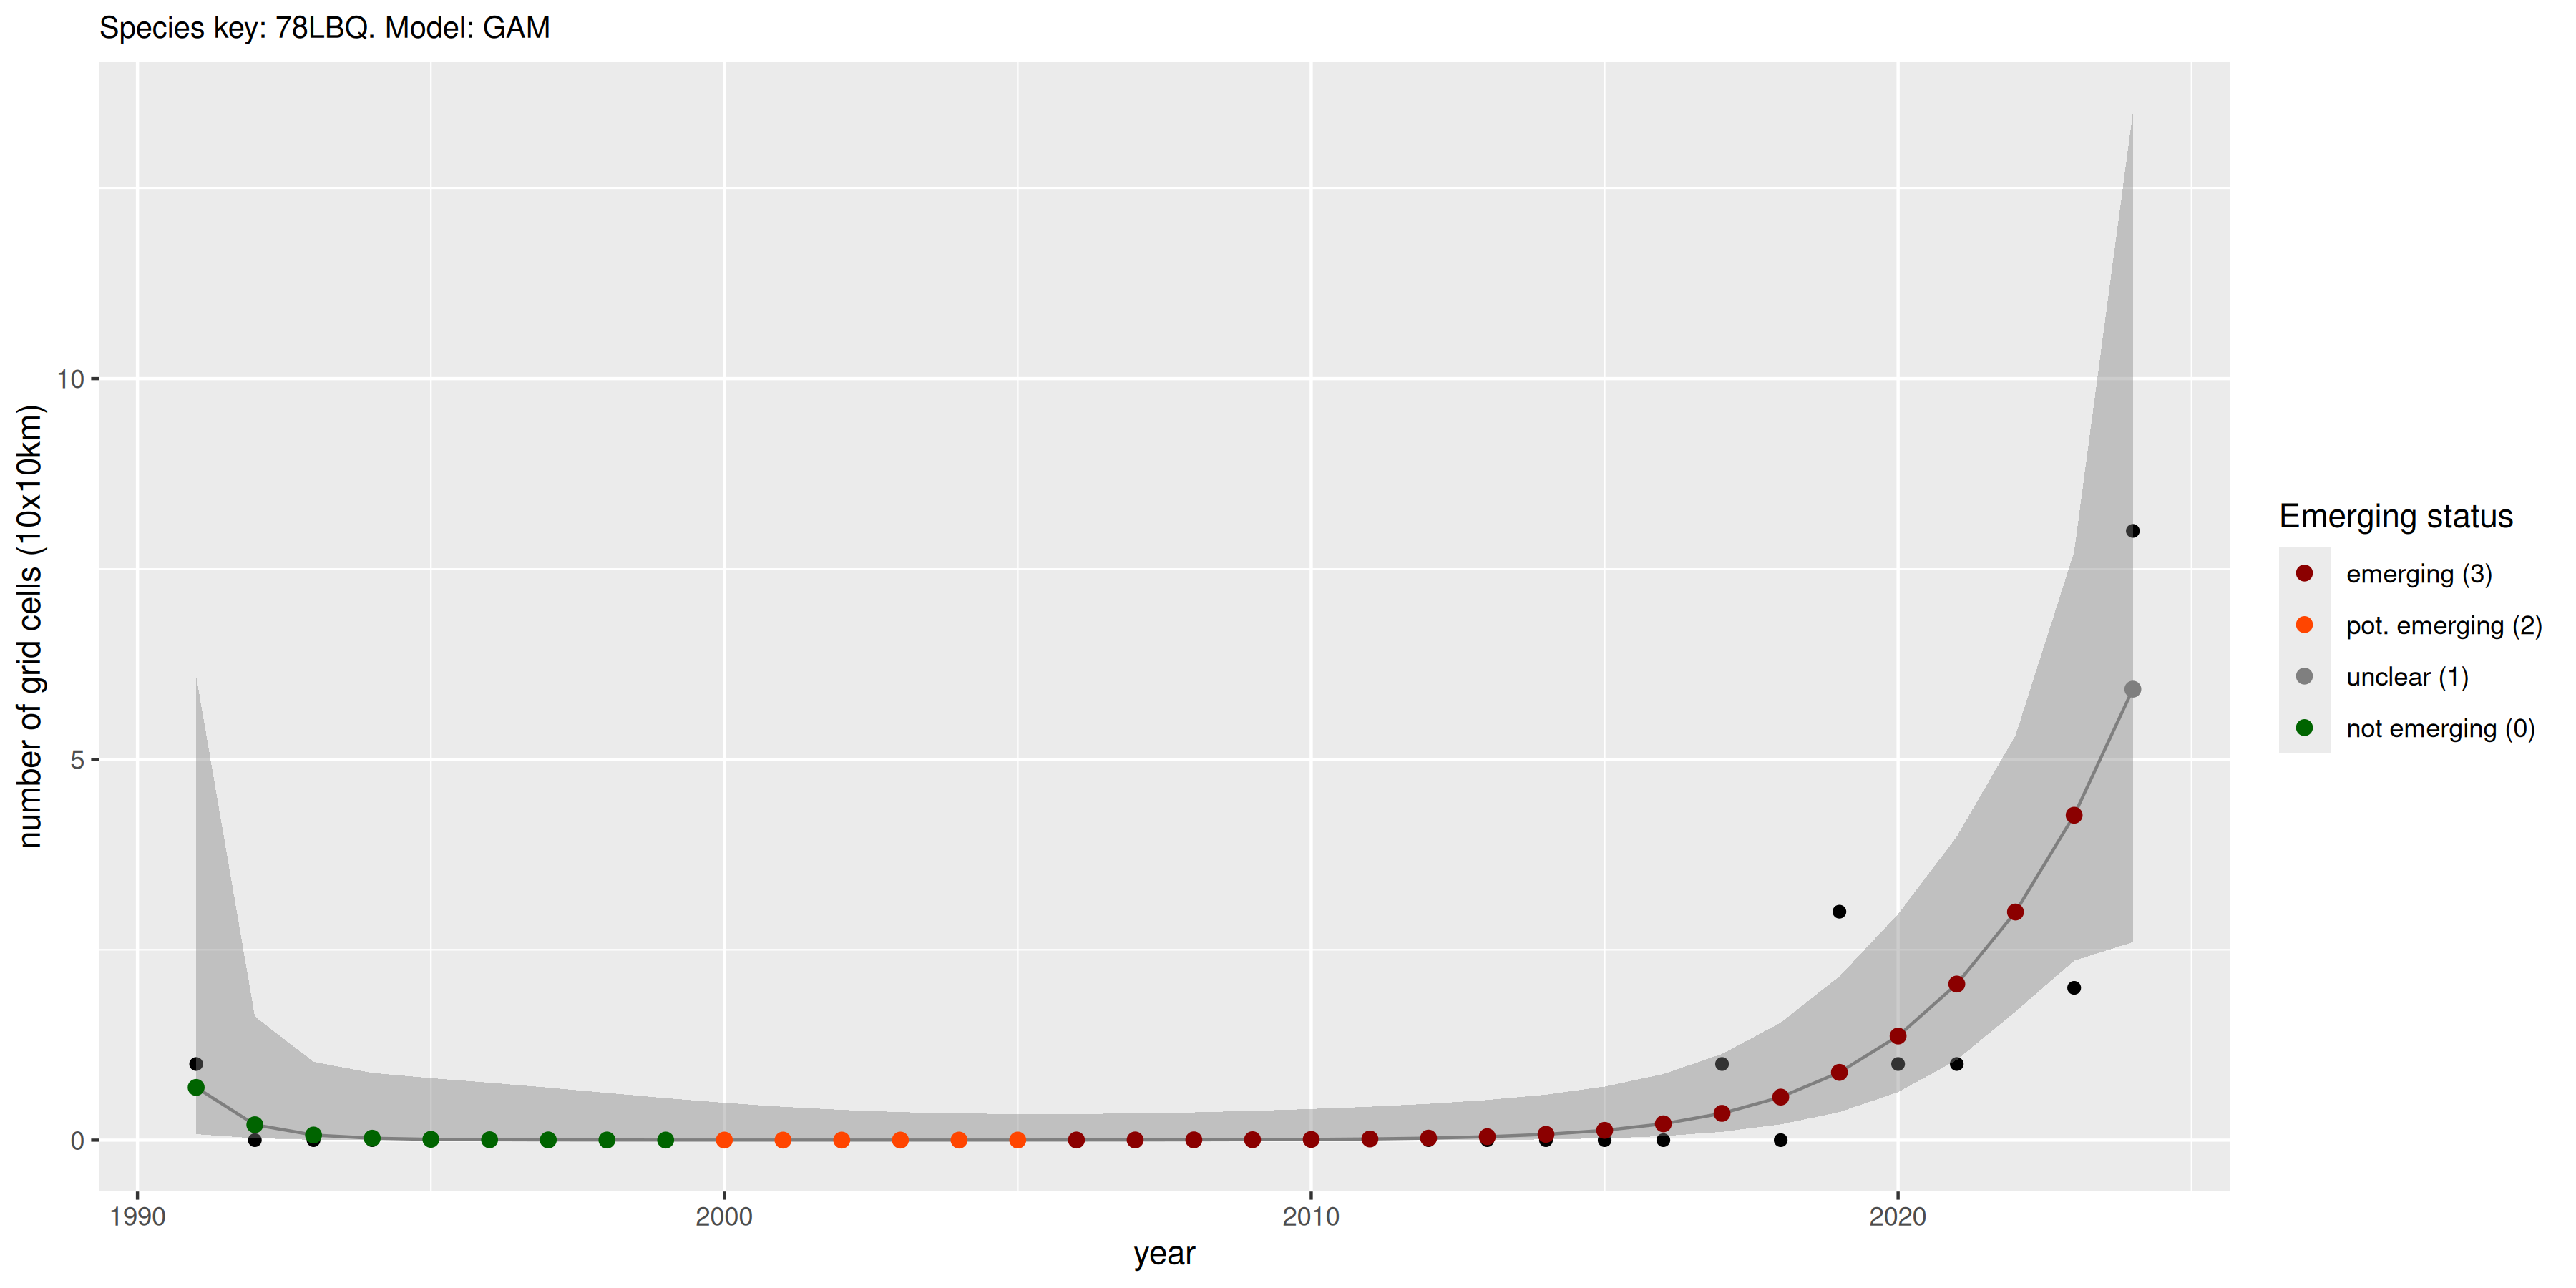 Species key: 78LBQ. Model: GAM
number of grid cells (10x10km)
10
5
0
1990
2000
2010
2020
year
Emerging status
emerging (3)
pot. emerging (2)
unclear (1)
not emerging (0)